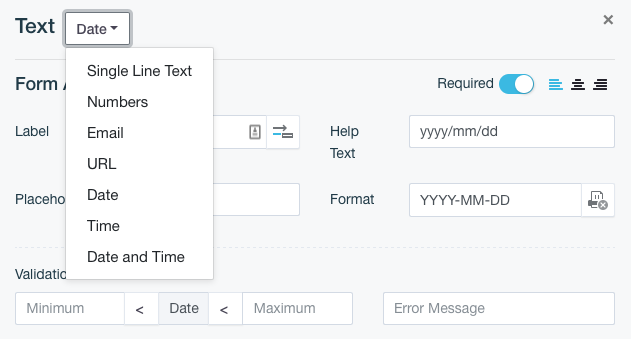 Text Date
×
Single Line Text
Numbers
Email
URL
Date
Time
Date and Time
Form A
Required
Label
Help
Text
yyyy/mm/dd
Placeho
Format
YYYY-MM-DD
Validatio
Minimum < Date < Maximum
Error Message